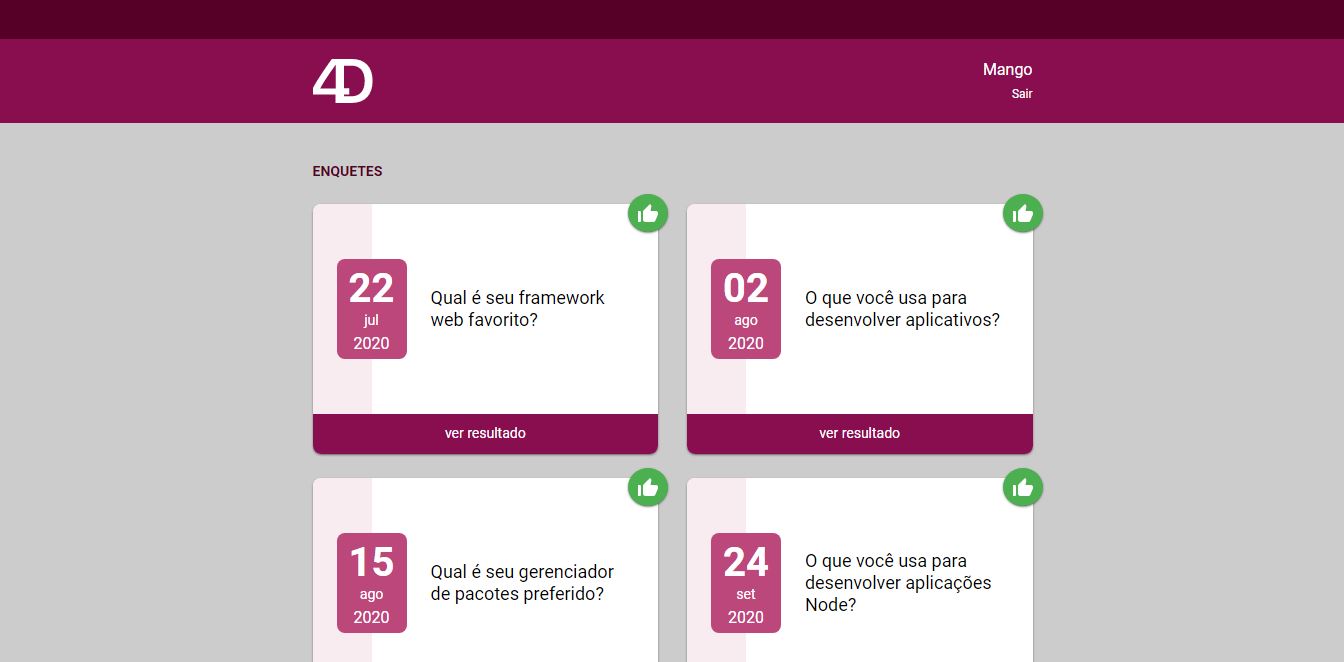 4D
Mango
Sair
ENQUETES
22
jul
2020
Qual é seu framework
web favorito?
ver resultado
02
ago
2020
O que você usa para
desenvolver aplicativos?
ver resultado
15
ago
2020
Qual é seu gerenciador
de pacotes preferido?
24
set
2020
O que você usa para
desenvolver aplicações
Node?